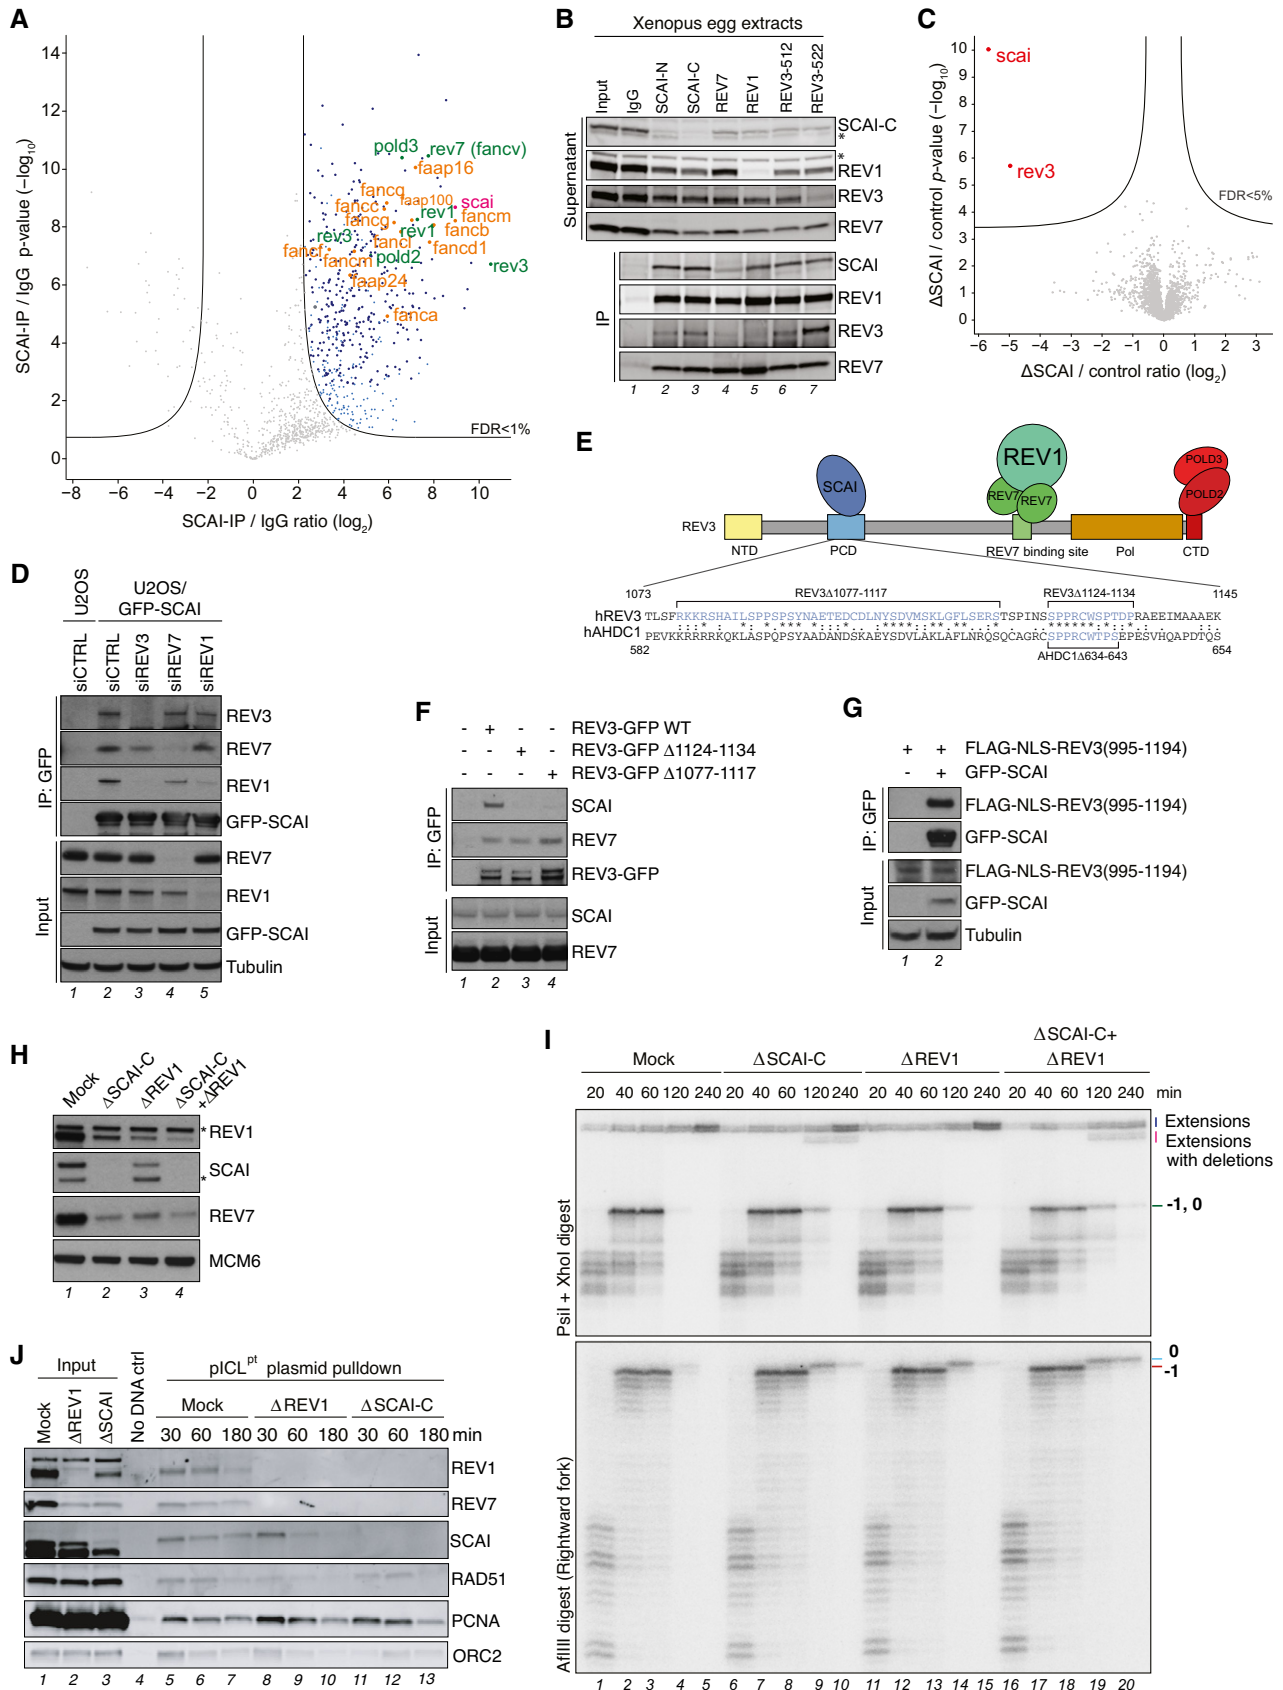 A
SCAI-IP / IgG p-value (−log10)
14
12
10
8
6
4
2
0
−8
−6
−4
−2
0
2
4
6
8
10
SCAI-IP / IgG ratio (log2)
pold3
rev7 (fancv)
faap16
fancq
faap100
scai
fancc
rev1
fancm
fancg
fancb
rev3
fancl
rev1
fancd1
fancf
fancm
pold2
rev3
faap24
fanca
FDR<1%
B
Xenopus egg extracts
Input
IgG
SCAI-N
SCAI-C
REV7
REV1
REV3-512
REV3-522
Supernatant
SCAI-C
*
*
REV1
REV3
REV7
IP
SCAI
REV1
REV3
REV7
1 2 3 4 5 6 7
C
ΔSCAI / control p-value (−log10)
10
9
8
7
6
5
4
3
2
1
0
scai
rev3
FDR<5%
−6 −5 −4 −3 −2 −1 0 1 2 3
ΔSCAI / control ratio (log2)
D
U2OS
U2OS/
GFP-SCAI
siCTRL
siCTRL
siREV3
siREV7
siREV1
IP: GFP
REV3
REV7
REV1
GFP-SCAI
Input
REV7
REV1
GFP-SCAI
Tubulin
1 2 3 4 5
E
REV1
SCAI
REV7
REV7
POLD3
POLD2
REV3
NTD
PCD
REV7 binding site
Pol
CTD
1073
REV3Δ1077-1117
REV3Δ1124-1134
1145
hREV3
TLSFRKKRSHAILSPPSPSYNAETEDCDLNYSDVMSKLGFLSERSTSPINSSPPRCWSPTDPRAEEIMAAAEK
hAHDC1
PEVKKRRRRKQKLASPQPSYAADANDSKAEYSDVLAKLAFLNRQSQCAGRCSPPRCWTPSEPESVHQAPDTQS
582
AHDC1Δ634-643
654
F
- + - - REV3-GFP WT
- - + - REV3-GFP Δ1124-1134
- - - + REV3-GFP Δ1077-1117
IP: GFP
SCAI
REV7
REV3-GFP
Input
SCAI
REV7
1 2 3 4
G
+ + FLAG-NLS-REV3(995-1194)
- + GFP-SCAI
IP: GFP
FLAG-NLS-REV3(995-1194)
GFP-SCAI
Input
FLAG-NLS-REV3(995-1194)
GFP-SCAI
Tubulin
1 2
H
Mock
ΔSCAI-C
ΔREV1
ΔSCAI-C
+ΔREV1
*
REV1
SCAI
*
REV7
MCM6
1 2 3 4
I
Mock
ΔSCAI-C
ΔREV1
ΔSCAI-C+
ΔREV1
20 40 60 120 240 20 40 60 120 240 20 40 60 120 240 20 40 60 120 240 min
PsiI + XhoI digest
Extensions
Extensions
with deletions
-1, 0
AflIII digest (Rightward fork)
0
-1
1 2 3 4 5 6 7 8 9 10 11 12 13 14 15 16 17 18 19 20
J
Input
No DNA ctrl
pICLpt plasmid pulldown
Mock
ΔREV1
ΔSCAI
Mock
ΔREV1
ΔSCAI-C
30 60 180 30 60 180 30 60 180 min
REV1
REV7
SCAI
RAD51
PCNA
ORC2
1 2 3 4 5 6 7 8 9 10 11 12 13